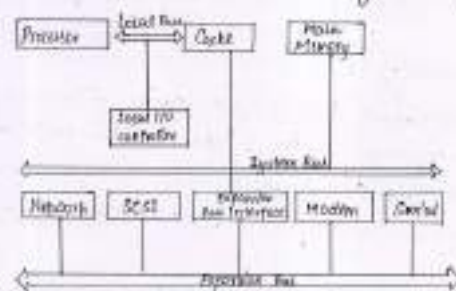 Local Bus
Processor
Cache
Main
Memory
Local I/O
controller
System Bus
Network
SCSI
Expansion
Bus Interface
Modem
Serial
Expansion Bus